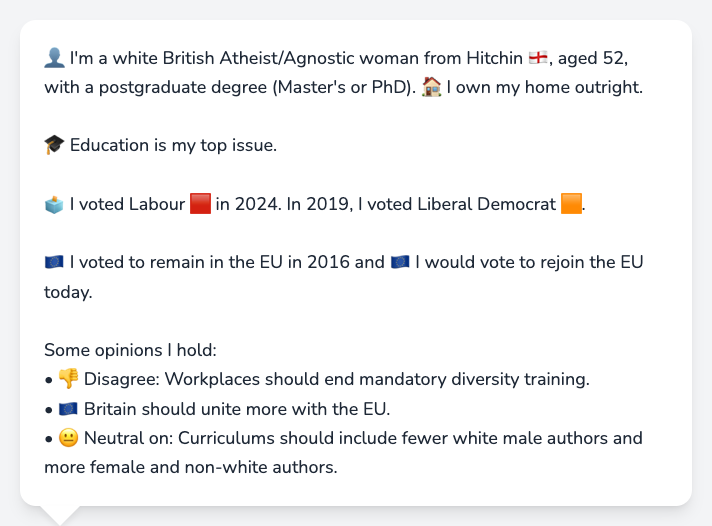 👤 I'm a white British Atheist/Agnostic woman from Hitchin 🏴󠁧󠁢󠁥󠁮󠁧󠁿, aged 52,
with a postgraduate degree (Master's or PhD). 🏠 I own my home outright.
🎓 Education is my top issue.
🗳️ I voted Labour 🟥 in 2024. In 2019, I voted Liberal Democrat 🟧.
🇪🇺 I voted to remain in the EU in 2016 and 🇪🇺 I would vote to rejoin the EU
today.
Some opinions I hold:
• 👎 Disagree: Workplaces should end mandatory diversity training.
• 🇪🇺 Britain should unite more with the EU.
• 😐 Neutral on: Curriculums should include fewer white male authors and
more female and non-white authors.